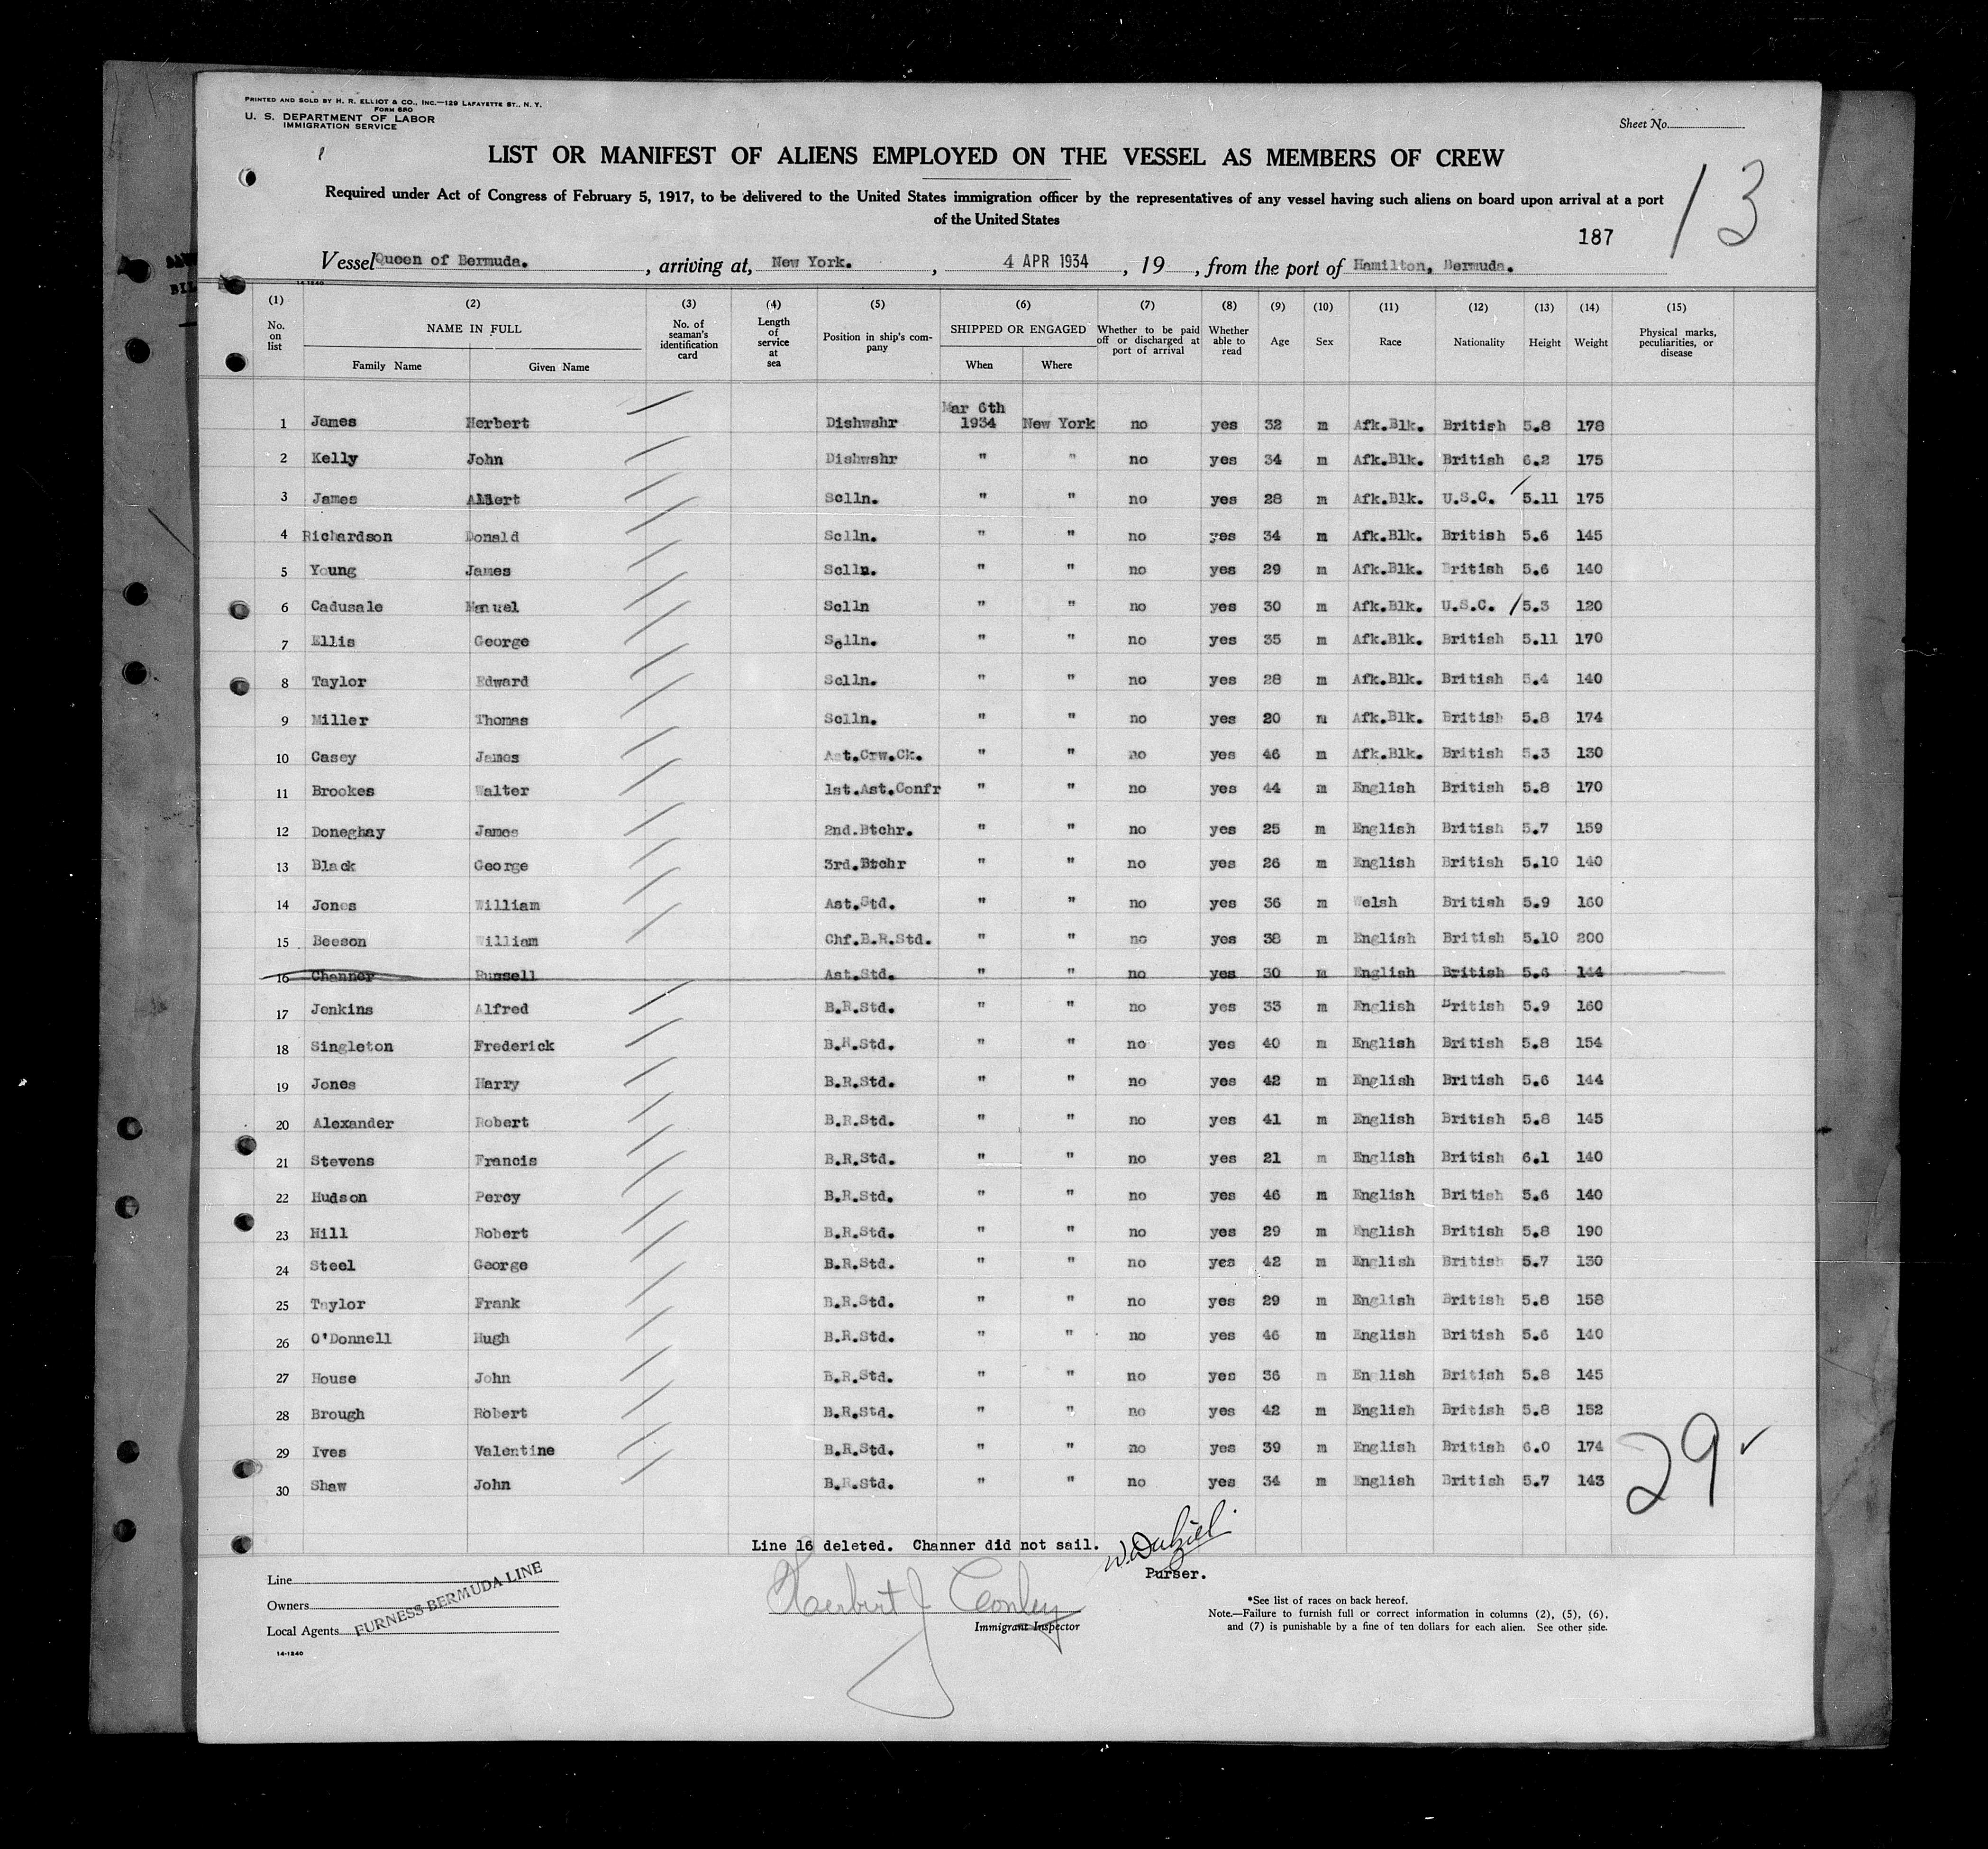 PRINTED AND SOLD BY H. R. ELLIOT & CO., INC.—129 LAFAYETTE ST., N. Y.
FORM 680
U. S. DEPARTMENT OF LABOR
IMMIGRATION SERVICE
Sheet No.
LIST OR MANIFEST OF ALIENS EMPLOYED ON THE VESSEL AS MEMBERS OF CREW
13
Required under Act of Congress of February 5, 1917, to be delivered to the United States immigration officer by the representatives of any vessel having such aliens on board upon arrival at a port
of the United States
187
Vessel Queen of Bermuda. , arriving at, New York. , 4 APR 1934 , 19 , from the port of Hamilton, Bermuda.
14-1240
(1) (2) (3) (4) (5) (6) (7) (8) (9) (10) (11) (12) (13) (14) (15)
No. on list NAME IN FULL Family Name Given Name No. of seaman's identification card Length of service at sea Position in ship's company SHIPPED OR ENGAGED When Where Whether to be paid off or discharged at port of arrival Whether able to read Age Sex Race Nationality Height Weight Physical marks, peculiarities, or disease
Mar 6th
1 James Herbert Dishwshr 1934 New York no yes 32 m Afk.Blk. British 5.8 178
2 Kelly John Dishwshr " " no yes 34 m Afk.Blk. British 6.2 175
3 James Albert Sclln. " " no yes 28 m Afk.Blk. U.S.C. 5.11 175
4 Richardson Donald Sclln. " " no yes 34 m Afk.Blk. British 5.6 145
5 Young James Sclln. " " no yes 29 m Afk.Blk. British 5.6 140
6 Cadusale Manuel Sclln " " no yes 30 m Afk.Blk. U.S.C. 5.3 120
7 Ellis George Sclln. " " no yes 35 m Afk.Blk. British 5.11 170
8 Taylor Edward Sclln. " " no yes 28 m Afk.Blk. British 5.4 140
9 Miller Thomas Sclln. " " no yes 20 m Afk.Blk. British 5.8 174
10 Casey James Ast.Crw.Ck. " " no yes 46 m Afk.Blk. British 5.3 130
11 Brookes Walter 1st.Ast.Confr " " no yes 44 m English British 5.8 170
12 Doneghay James 2nd.Btchr. " " no yes 25 m English British 5.7 159
13 Black George 3rd.Btchr " " no yes 26 m English British 5.10 140
14 Jones William Ast.Std. " " no yes 36 m Welsh British 5.9 160
15 Beeson William Chf.B.R.Std. " " no yes 38 m English British 5.10 200
16 Channer Russell Ast.Std. " " no yes 30 m English British 5.6 144
17 Jenkins Alfred B.R.Std. " " no yes 33 m English British 5.9 160
18 Singleton Frederick B.R.Std. " " no yes 40 m English British 5.8 154
19 Jones Harry B.R.Std. " " no yes 42 m English British 5.6 144
20 Alexander Robert B.R.Std. " " no yes 41 m English British 5.8 145
21 Stevens Francis B.R.Std. " " no yes 21 m English British 6.1 140
22 Hudson Percy B.R.Std. " " no yes 46 m English British 5.6 140
23 Hill Robert B.R.Std. " " no yes 29 m English British 5.8 190
24 Steel George B.R.Std. " " no yes 42 m English British 5.7 130
25 Taylor Frank B.R.Std. " " no yes 29 m English British 5.8 158
26 O'Donnell Hugh B.R.Std. " " no yes 46 m English British 5.6 140
27 House John B.R.Std. " " no yes 36 m English British 5.8 145
28 Brough Robert B.R.Std. " " no yes 42 m English British 5.8 152
29 Ives Valentine B.R.Std. " " no yes 39 m English British 6.0 174
30 Shaw John B.R.Std. " " no yes 34 m English British 5.7 143
29 ✓
Line 16 deleted. Channer did not sail. W. Dalziel
Purser.
Line
Owners
Local Agents
FURNESS BERMUDA LINE
14-1240
Herbert J Conley
Immigrant Inspector
*See list of races on back hereof.
Note.—Failure to furnish full or correct information in columns (2), (5), (6),
and (7) is punishable by a fine of ten dollars for each alien. See other side.